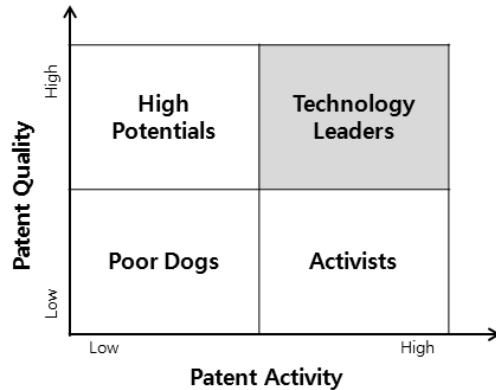 Patent Quality
High
Low
High
Potentials
Technology
Leaders
Poor Dogs
Activists
Low
High
Patent Activity